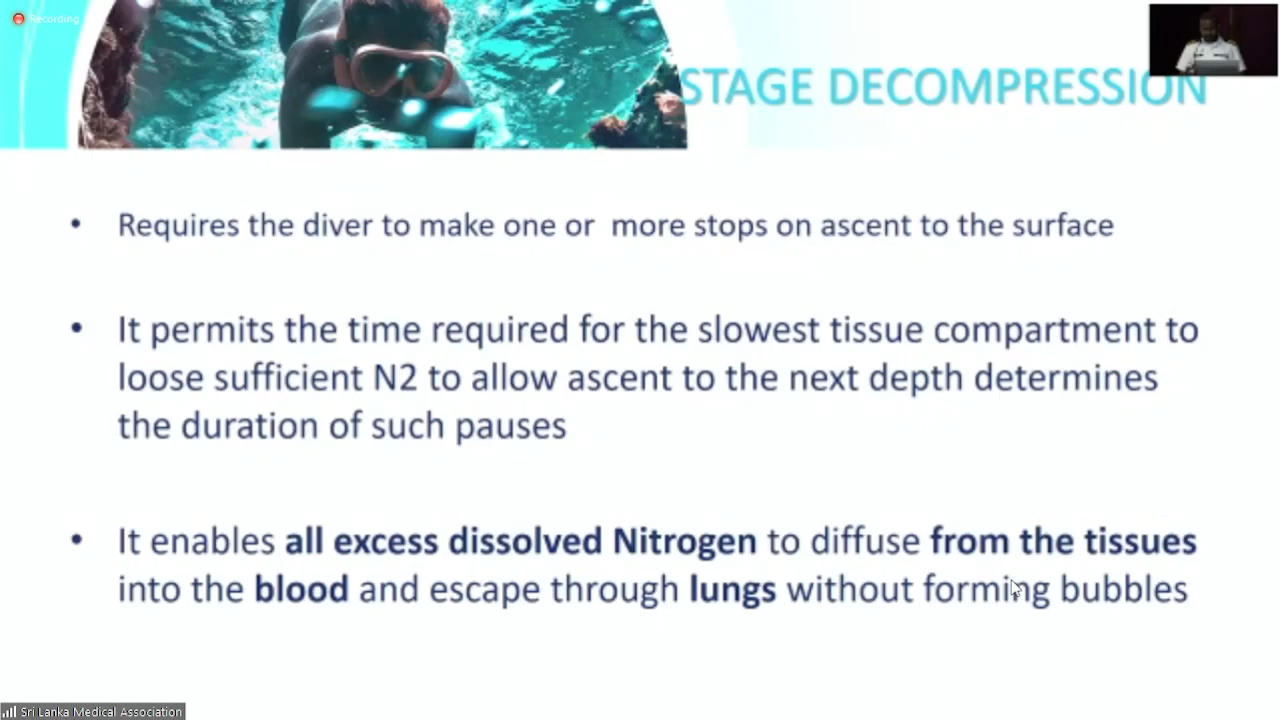 Recording
STAGE DECOMPRESSION
• Requires the diver to make one or more stops on ascent to the surface
• It permits the time required for the slowest tissue compartment to
loose sufficient N2 to allow ascent to the next depth determines
the duration of such pauses
• It enables all excess dissolved Nitrogen to diffuse from the tissues
into the blood and escape through lungs without forming bubbles
Sri Lanka Medical Association